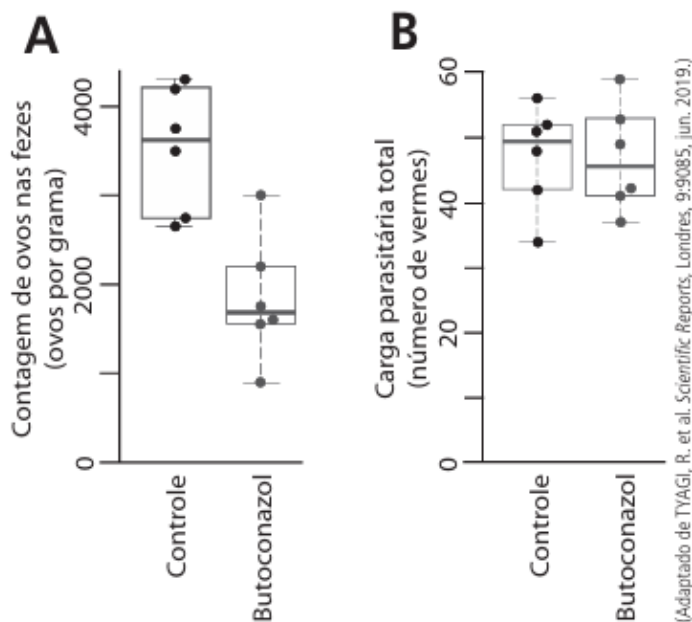 A
Contagem de ovos nas fezes
(ovos por grama)
4000
2000
0
Controle
Butoconazol
B
Carga parasitária total
(número de vermes)
60
40
20
0
Controle
Butoconazol
(Adaptado de TYAGI, R. et al. Scientific Reports, Londres, 9:9085, jun. 2019.)